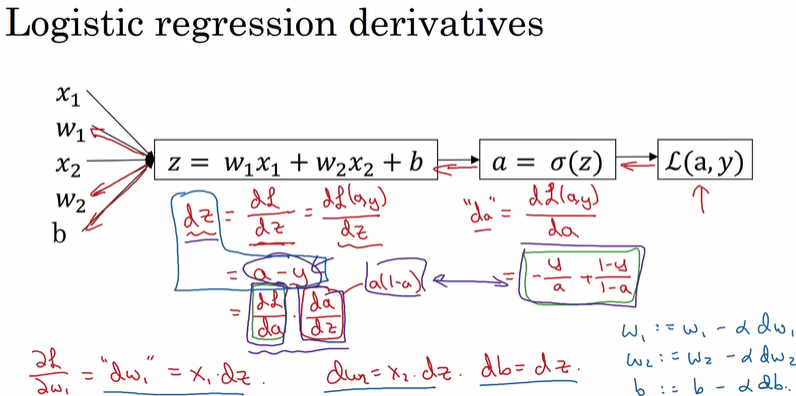 Logistic regression derivatives
x₁
w₁
x₂
w₂
b
z = w₁x₁ + w₂x₂ + b
a = σ(z)
ℒ(a, y)
dz = dℒ/dz = dℒ(a,y)/dz
"da" = dℒ(a,y)/da
= a - y
= dℒ/da · da/dz
a(1-a)
= -y/a + 1-y/1-a
∂ℒ/∂w₁ = "dw₁" = x₁·dz.
dw₂ = x₂·dz.
db = dz.
w₁ := w₁ - α dw₁
w₂ := w₂ - α dw₂
b := b - α db.